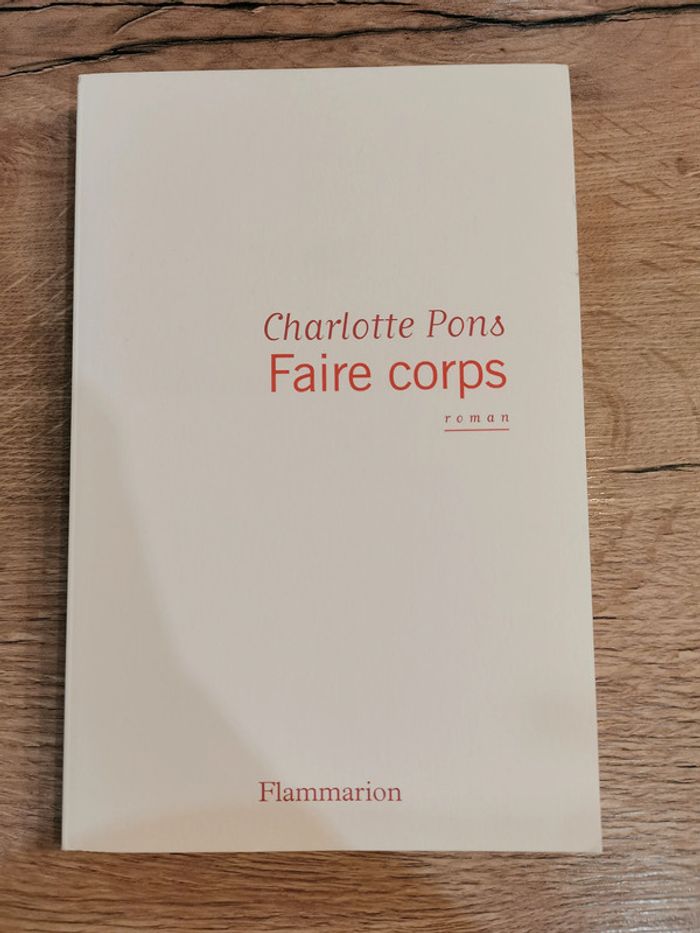 Charlotte Pons
Faire corps
roman
Flammarion